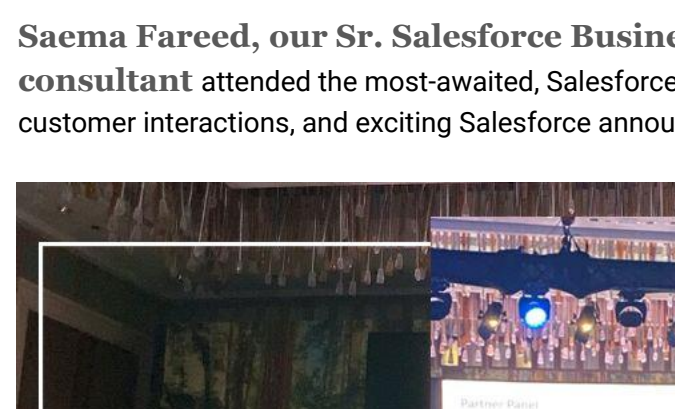 Saema Fareed, our Sr. Salesforce Busine
consultant attended the most-awaited, Salesforce
customer interactions, and exciting Salesforce annou
Partner Panel